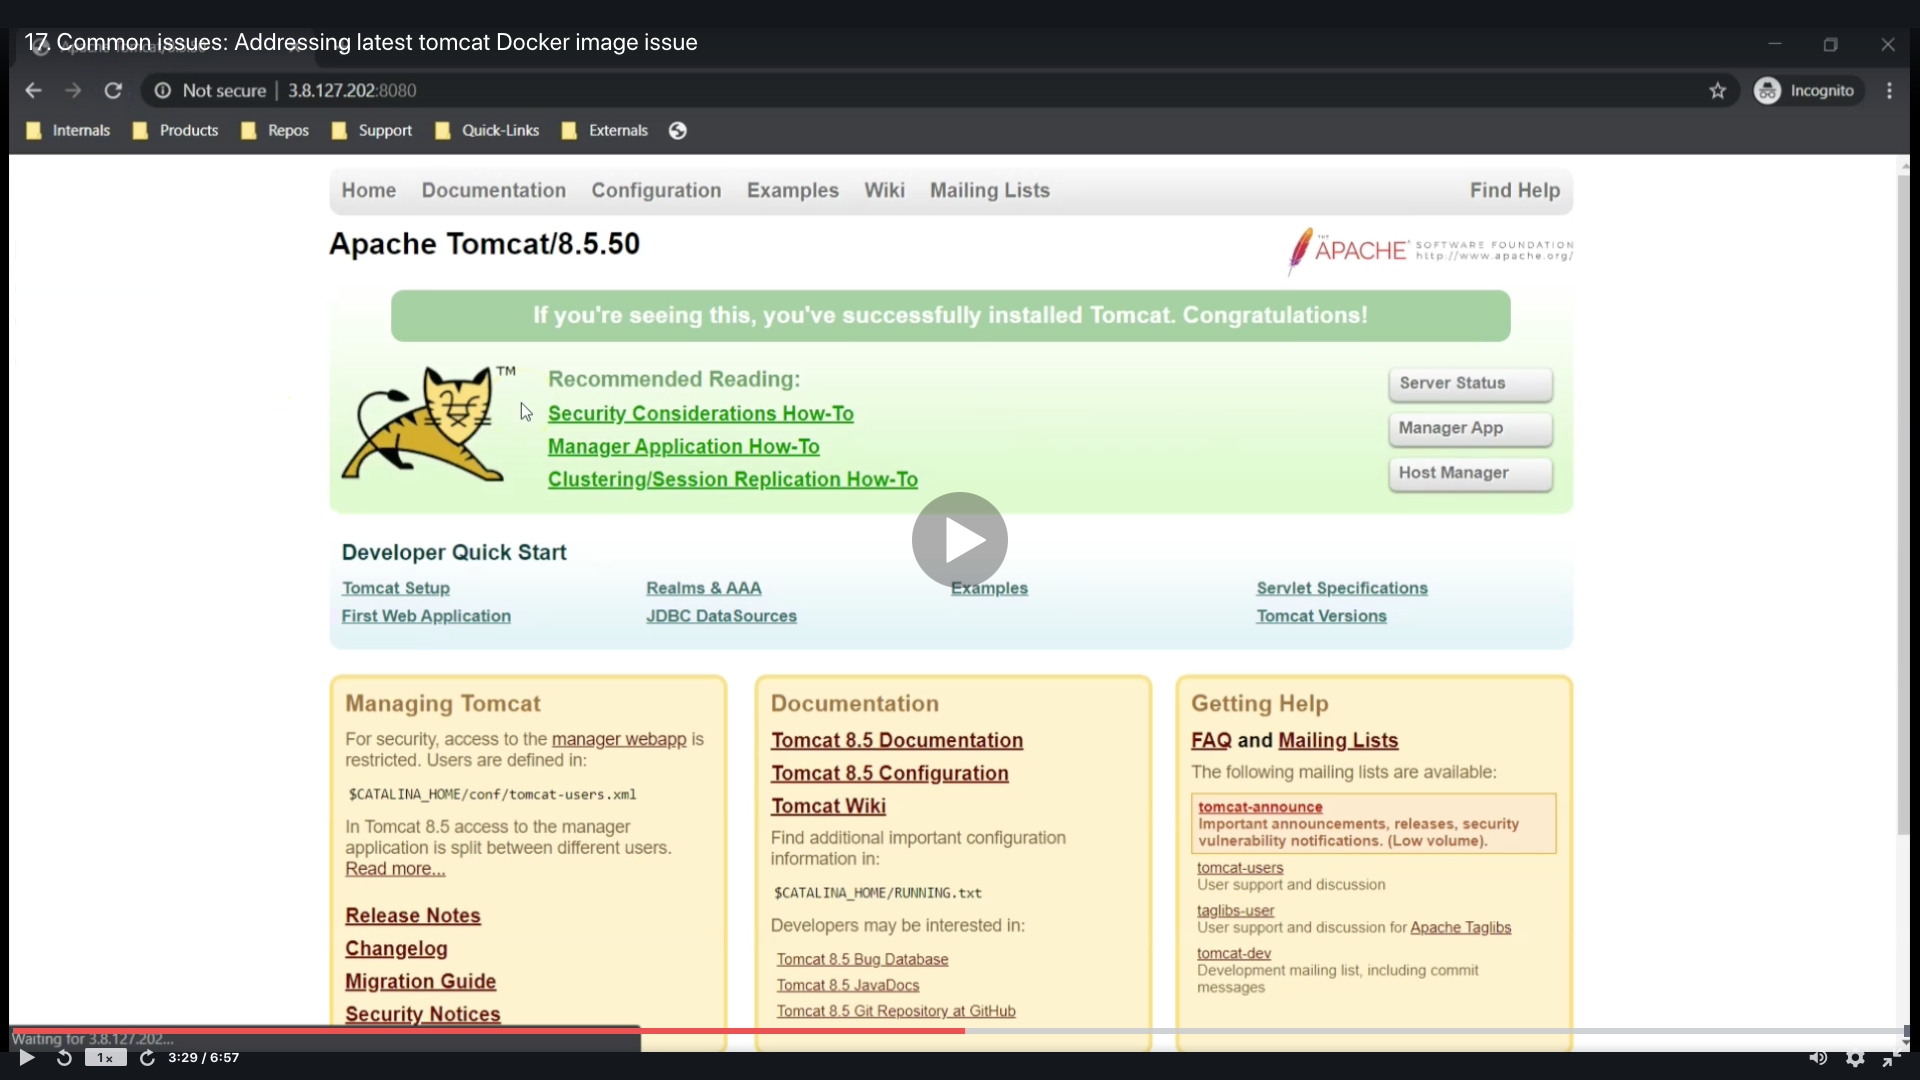 17. Common issues: Addressing latest tomcat Docker image issue
Not secure | 3.8.127.202:8080
Incognito
Internals Products Repos Support Quick-Links Externals
Home Documentation Configuration Examples Wiki Mailing Lists Find Help
Apache Tomcat/8.5.50
THE APACHE® SOFTWARE FOUNDATION
http://www.apache.org/
If you're seeing this, you've successfully installed Tomcat. Congratulations!
TM
Recommended Reading:
Security Considerations How-To
Manager Application How-To
Clustering/Session Replication How-To
Server Status
Manager App
Host Manager
Developer Quick Start
Tomcat Setup
First Web Application
Realms & AAA
JDBC DataSources
Examples
Servlet Specifications
Tomcat Versions
Managing Tomcat
For security, access to the manager webapp is
restricted. Users are defined in:
$CATALINA_HOME/conf/tomcat-users.xml
In Tomcat 8.5 access to the manager
application is split between different users.
Read more...
Release Notes
Changelog
Migration Guide
Security Notices
Documentation
Tomcat 8.5 Documentation
Tomcat 8.5 Configuration
Tomcat Wiki
Find additional important configuration
information in:
$CATALINA_HOME/RUNNING.txt
Developers may be interested in:
Tomcat 8.5 Bug Database
Tomcat 8.5 JavaDocs
Tomcat 8.5 Git Repository at GitHub
Getting Help
FAQ and Mailing Lists
The following mailing lists are available:
tomcat-announce
Important announcements, releases, security
vulnerability notifications. (Low volume).
tomcat-users
User support and discussion
taglibs-user
User support and discussion for Apache Taglibs
tomcat-dev
Development mailing list, including commit
messages
Waiting for 3.8.127.202...
1x
3:29 / 6:57